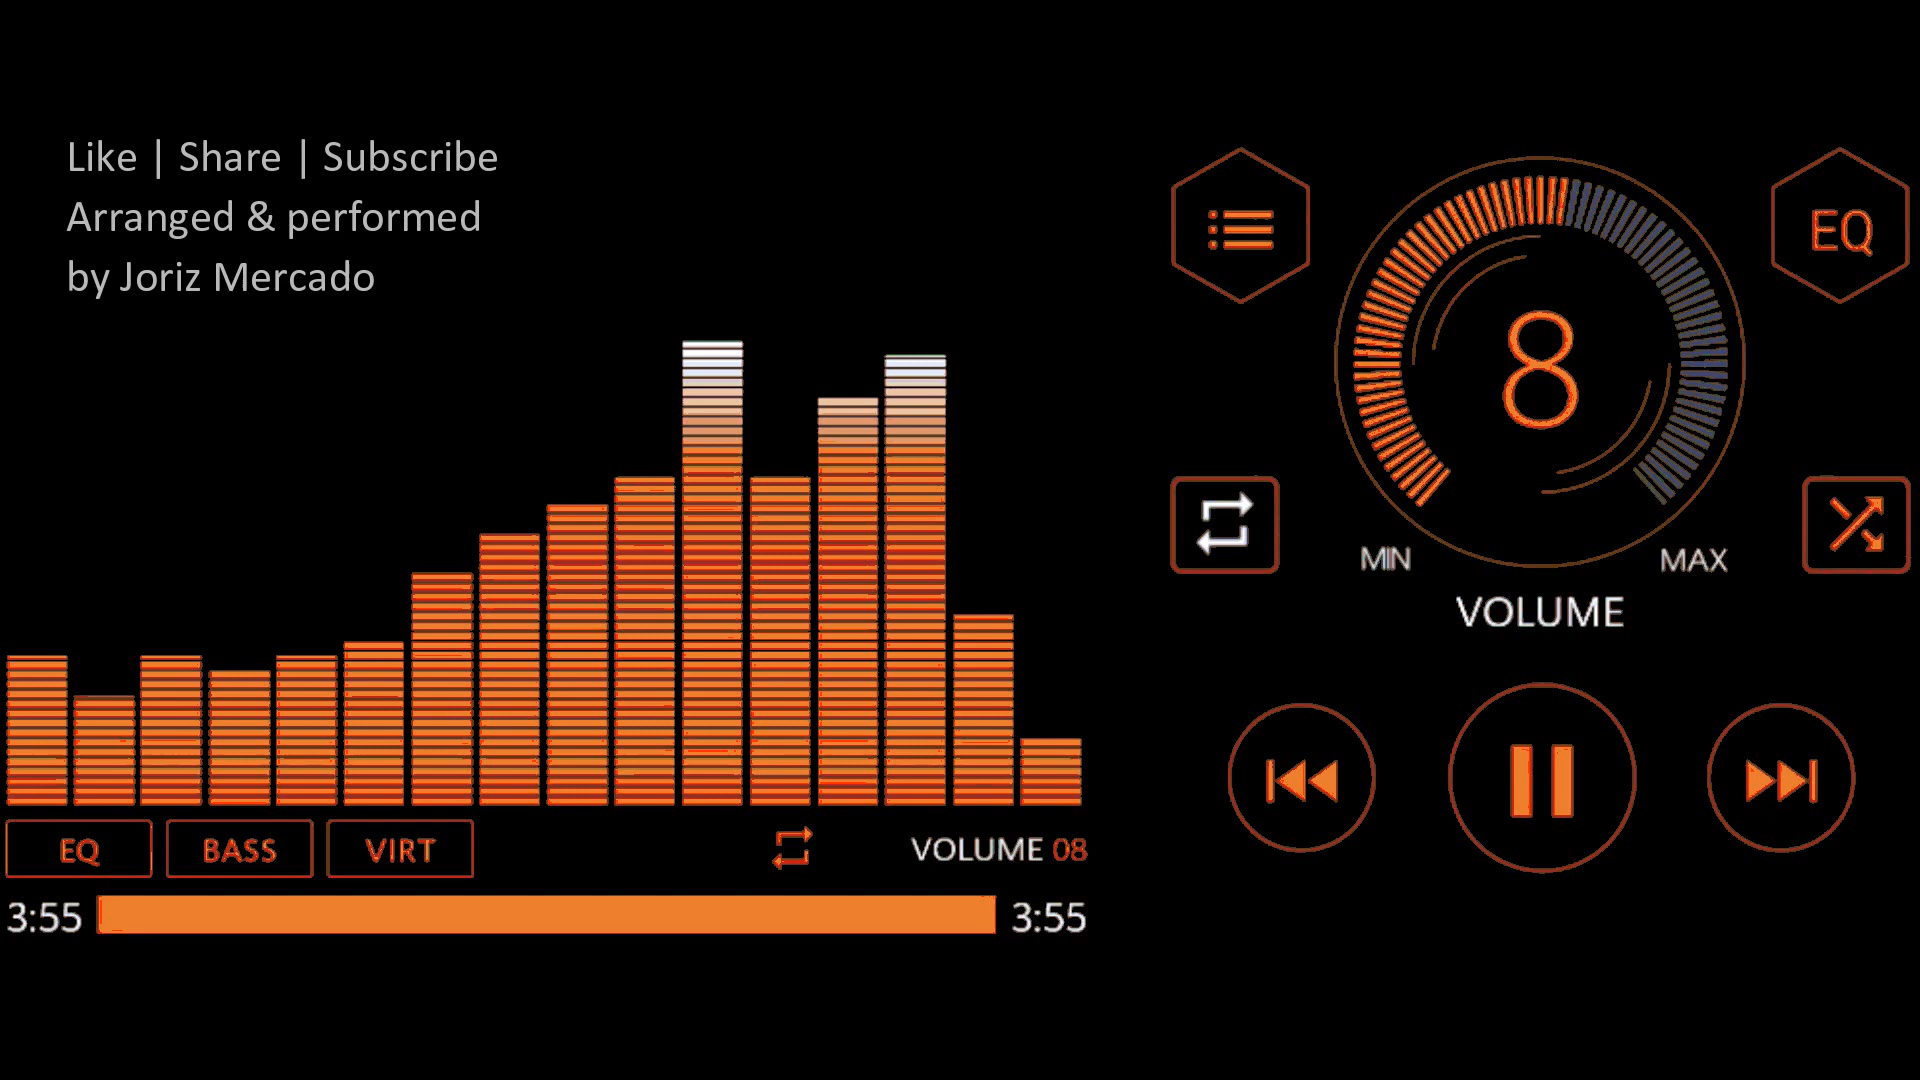 Like | Share | Subscribe
Arranged & performed
by Joriz Mercado
EQ
8
MIN
MAX
VOLUME
EQ BASS VIRT
VOLUME 08
3:55
3:55